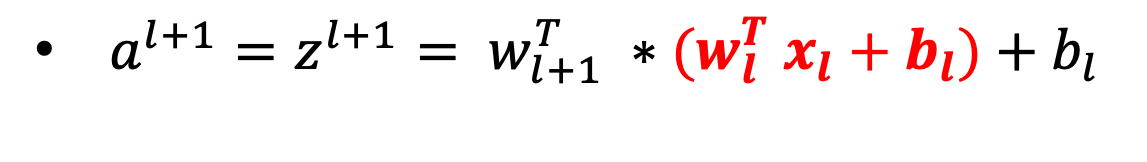 • $a^{l+1} = z^{l+1} = w_{l+1}^{T} * (w_l^T x_l + b_l) + b_l$